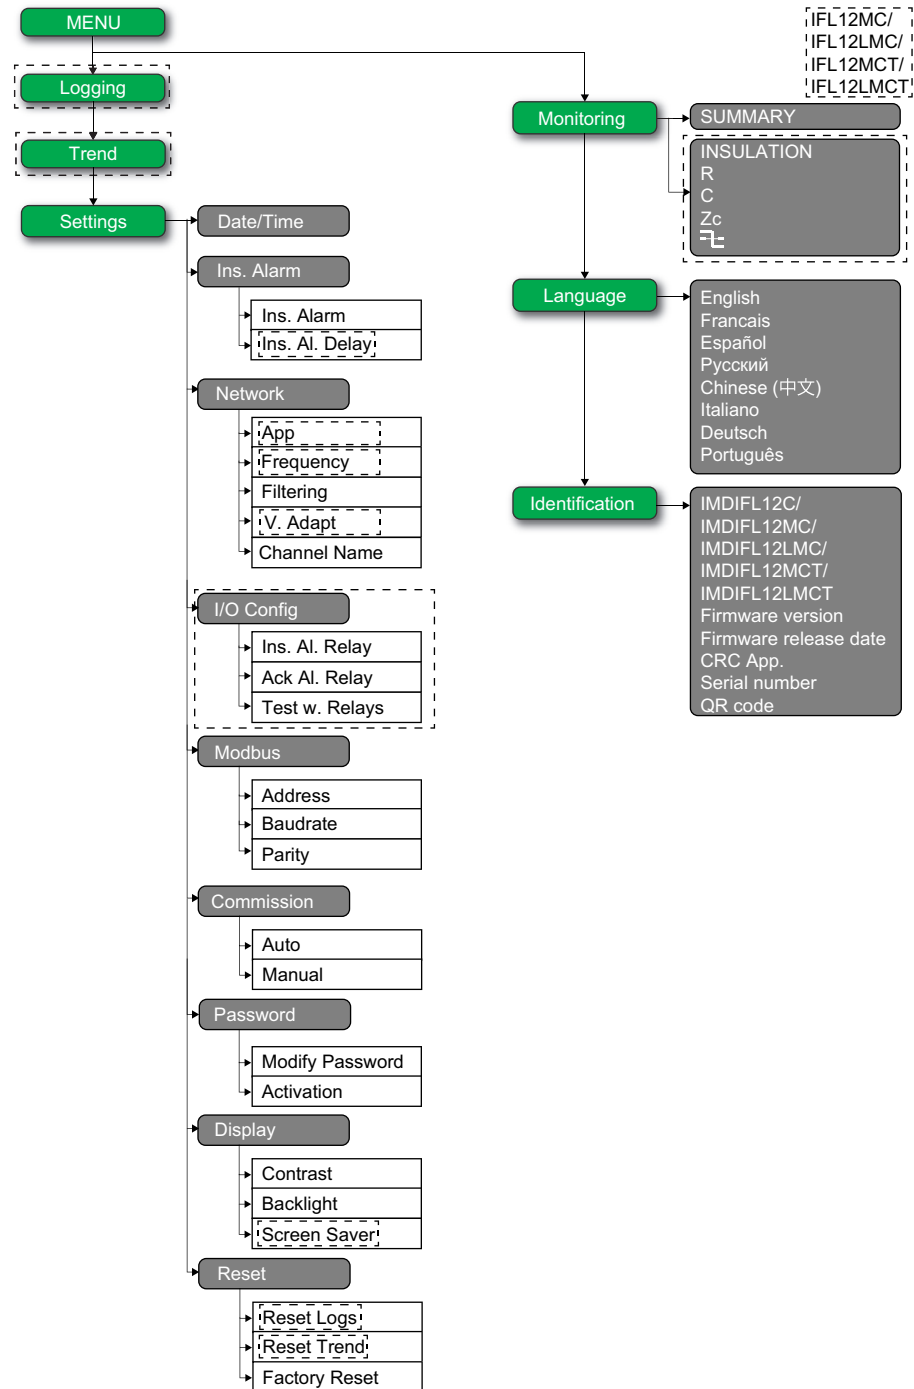 MENU
Logging
Trend
Settings
Date/Time
Ins. Alarm
Ins. Alarm
Ins. Al. Delay
Network
App
Frequency
Filtering
V. Adapt
Channel Name
I/O Config
Ins. Al. Relay
Ack Al. Relay
Test w. Relays
Modbus
Address
Baudrate
Parity
Commission
Auto
Manual
Password
Modify Password
Activation
Display
Contrast
Backlight
Screen Saver
Reset
Reset Logs
Reset Trend
Factory Reset
IFL12MC/
IFL12LMC/
IFL12MCT/
IFL12LMCT
Monitoring
SUMMARY
INSULATION
R
C
Zc
Language
English
Francais
Español
Русский
Chinese (中文)
Italiano
Deutsch
Português
Identification
IMDIFL12C/
IMDIFL12MC/
IMDIFL12LMC/
IMDIFL12MCT/
IMDIFL12LMCT
Firmware version
Firmware release date
CRC App.
Serial number
QR code